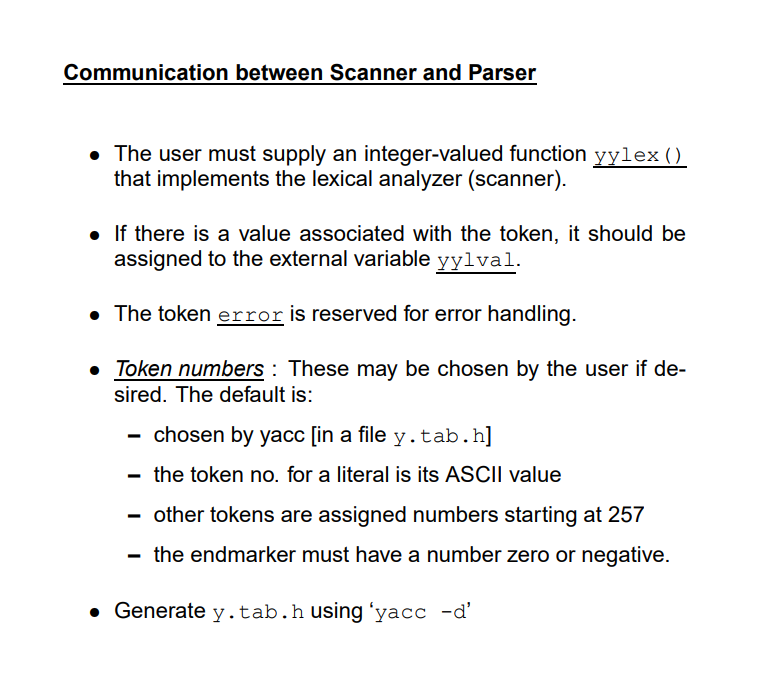 Communication between Scanner and Parser
● The user must supply an integer-valued function yylex()
that implements the lexical analyzer (scanner).
● If there is a value associated with the token, it should be
assigned to the external variable yylval.
● The token error is reserved for error handling.
● Token numbers : These may be chosen by the user if de-
sired. The default is:
– chosen by yacc [in a file y.tab.h]
– the token no. for a literal is its ASCII value
– other tokens are assigned numbers starting at 257
– the endmarker must have a number zero or negative.
● Generate y.tab.h using ‘yacc -d’